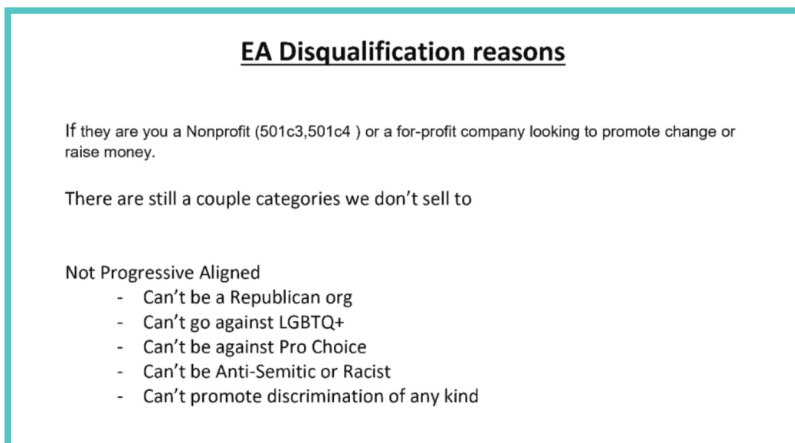 EA Disqualification reasons
If they are you a Nonprofit (501c3,501c4 ) or a for-profit company looking to promote change or
raise money.
There are still a couple categories we don't sell to
Not Progressive Aligned
- Can't be a Republican org
- Can't go against LGBTQ+
- Can't be against Pro Choice
- Can't be Anti-Semitic or Racist
- Can't promote discrimination of any kind